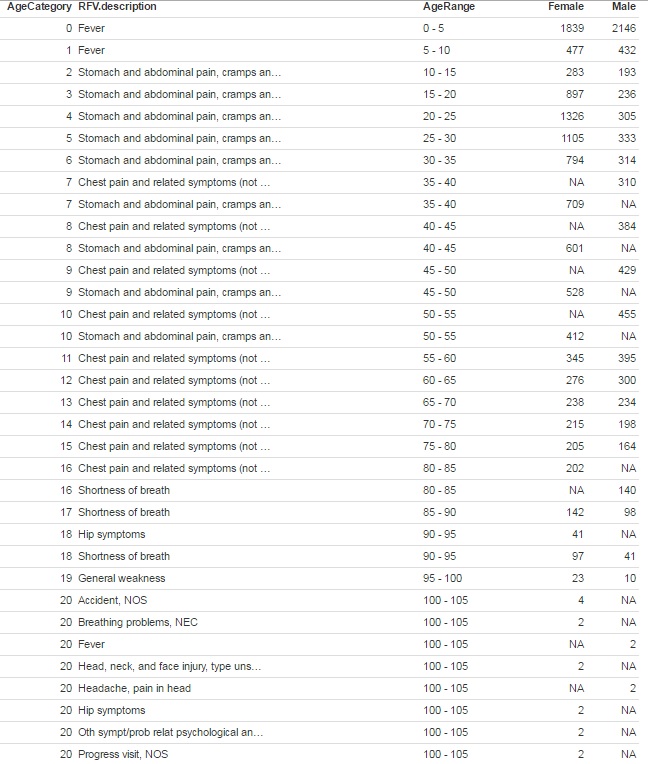 AgeCategory RFV.description AgeRange Female Male
0 Fever 0 - 5 1839 2146
1 Fever 5 - 10 477 432
2 Stomach and abdominal pain, cramps an... 10 - 15 283 193
3 Stomach and abdominal pain, cramps an... 15 - 20 897 236
4 Stomach and abdominal pain, cramps an... 20 - 25 1326 305
5 Stomach and abdominal pain, cramps an... 25 - 30 1105 333
6 Stomach and abdominal pain, cramps an... 30 - 35 794 314
7 Chest pain and related symptoms (not ... 35 - 40 NA 310
7 Stomach and abdominal pain, cramps an... 35 - 40 709 NA
8 Chest pain and related symptoms (not ... 40 - 45 NA 384
8 Stomach and abdominal pain, cramps an... 40 - 45 601 NA
9 Chest pain and related symptoms (not ... 45 - 50 NA 429
9 Stomach and abdominal pain, cramps an... 45 - 50 528 NA
10 Chest pain and related symptoms (not ... 50 - 55 NA 455
10 Stomach and abdominal pain, cramps an... 50 - 55 412 NA
11 Chest pain and related symptoms (not ... 55 - 60 345 395
12 Chest pain and related symptoms (not ... 60 - 65 276 300
13 Chest pain and related symptoms (not ... 65 - 70 238 234
14 Chest pain and related symptoms (not ... 70 - 75 215 198
15 Chest pain and related symptoms (not ... 75 - 80 205 164
16 Chest pain and related symptoms (not ... 80 - 85 202 NA
16 Shortness of breath 80 - 85 NA 140
17 Shortness of breath 85 - 90 142 98
18 Hip symptoms 90 - 95 41 NA
18 Shortness of breath 90 - 95 97 41
19 General weakness 95 - 100 23 10
20 Accident, NOS 100 - 105 4 NA
20 Breathing problems, NEC 100 - 105 2 NA
20 Fever 100 - 105 NA 2
20 Head, neck, and face injury, type uns... 100 - 105 2 NA
20 Headache, pain in head 100 - 105 NA 2
20 Hip symptoms 100 - 105 2 NA
20 Oth sympt/prob relat psychological an... 100 - 105 2 NA
20 Progress visit, NOS 100 - 105 2 NA